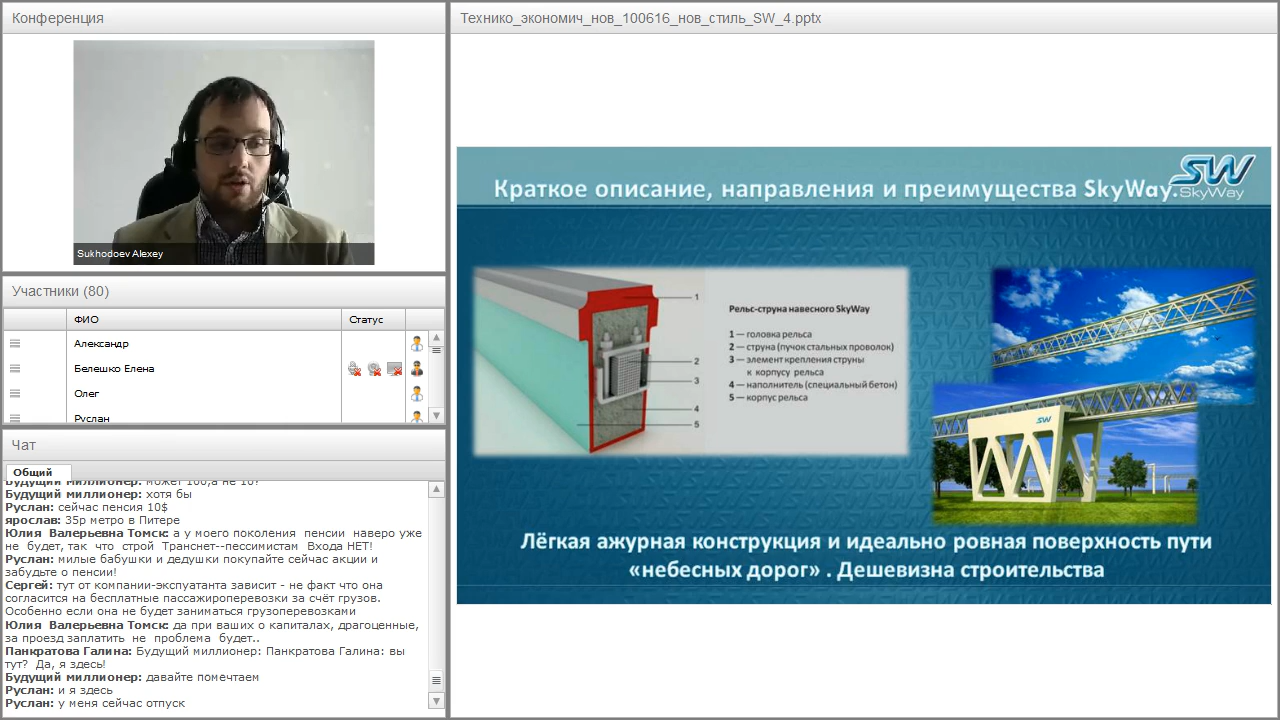 Конференция
Sukhodoev Alexey
Участники (80)
ФИО
Статус
Александр
Белешко Елена
Олег
Руслан
Чат
Общий
Будущий миллионер: может 100,а не 10?
Будущий миллионер: хотя бы
Руслан: сейчас пенсия 10$
ярослав: 35р метро в Питере
Юлия Валерьевна Томск: а у моего поколения пенсии наверо уже
не будет, так что строй Транснет--пессимистам Входа НЕТ!
Руслан: милые бабушки и дедушки покупайте сейчас акции и
забудьте о пенсии!
Сергей: тут от компании-экспуатанта зависит - не факт что она
согласится на бесплатные пассажироперевозки за счёт грузов.
Особенно если она не будет заниматься грузоперевозками
Юлия Валерьевна Томск: да при ваших о капиталах, драгоценные,
за проезд заплатить не проблема будет..
Панкратова Галина: Будущий миллионер: Панкратова Галина: вы
тут? Да, я здесь!
Будущий миллионер: давайте помечтаем
Руслан: и я здесь
Руслан: у меня сейчас отпуск
Технико_экономич_нов_100616_нов_стиль_SW_4.pptx
Краткое описание, направления и преимущества SkyWay.
SW
SkyWay
1
2
3
4
5
Рельс-струна навесного SkyWay
1 — головка рельса
2 — струна (пучок стальных проволок)
3 — элемент крепления струны
к корпусу рельса
4 — наполнитель (специальный бетон)
5 — корпус рельса
SW
Лёгкая ажурная конструкция и идеально ровная поверхность пути
«небесных дорог» . Дешевизна строительства